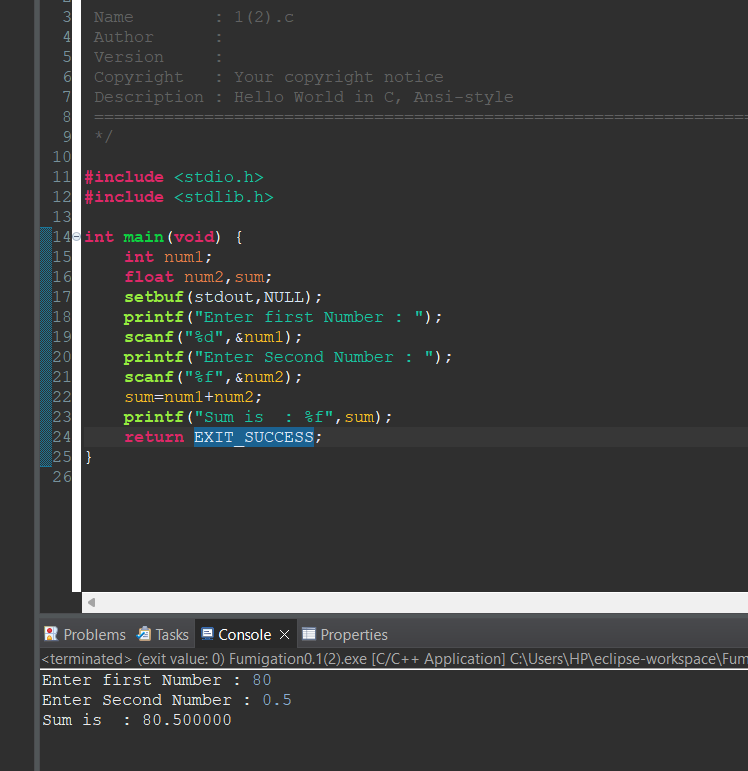 3 Name        : 1(2).c
4 Author      :
5 Version     :
6 Copyright   : Your copyright notice
7 Description : Hello World in C, Ansi-style
8 ==================================================================
9 */
10
11 #include <stdio.h>
12 #include <stdlib.h>
13
14 int main(void) {
15     int num1;
16     float num2,sum;
17     setbuf(stdout,NULL);
18     printf("Enter first Number : ");
19     scanf("%d",&num1);
20     printf("Enter Second Number : ");
21     scanf("%f",&num2);
22     sum=num1+num2;
23     printf("Sum is  : %f",sum);
24     return EXIT_SUCCESS;
25 }
26
Problems Tasks Console Properties
<terminated> (exit value: 0) Fumigation0.1(2).exe [C/C++ Application] C:\Users\HP\eclipse-workspace\Fum
Enter first Number : 80
Enter Second Number : 0.5
Sum is  : 80.500000